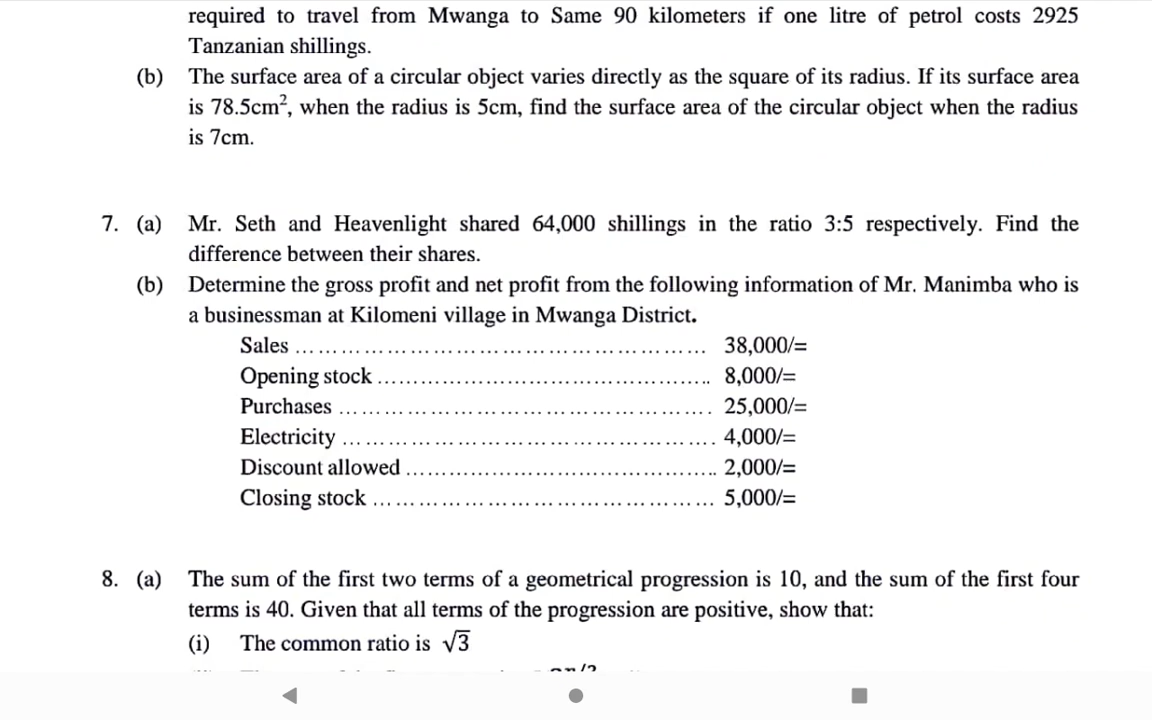 required to travel from Mwanga to Same 90 kilometers if one litre of petrol costs 2925
Tanzanian shillings.
(b) The surface area of a circular object varies directly as the square of its radius. If its surface area
is 78.5cm², when the radius is 5cm, find the surface area of the circular object when the radius
is 7cm.
7. (a) Mr. Seth and Heavenlight shared 64,000 shillings in the ratio 3:5 respectively. Find the
difference between their shares.
(b) Determine the gross profit and net profit from the following information of Mr. Manimba who is
a businessman at Kilomeni village in Mwanga District.
Sales ........................................................ 38,000/=
Opening stock ............................................. 8,000/=
Purchases .................................................. 25,000/=
Electricity .................................................. 4,000/=
Discount allowed .......................................... 2,000/=
Closing stock .............................................. 5,000/=
8. (a) The sum of the first two terms of a geometrical progression is 10, and the sum of the first four
terms is 40. Given that all terms of the progression are positive, show that:
(i) The common ratio is √3